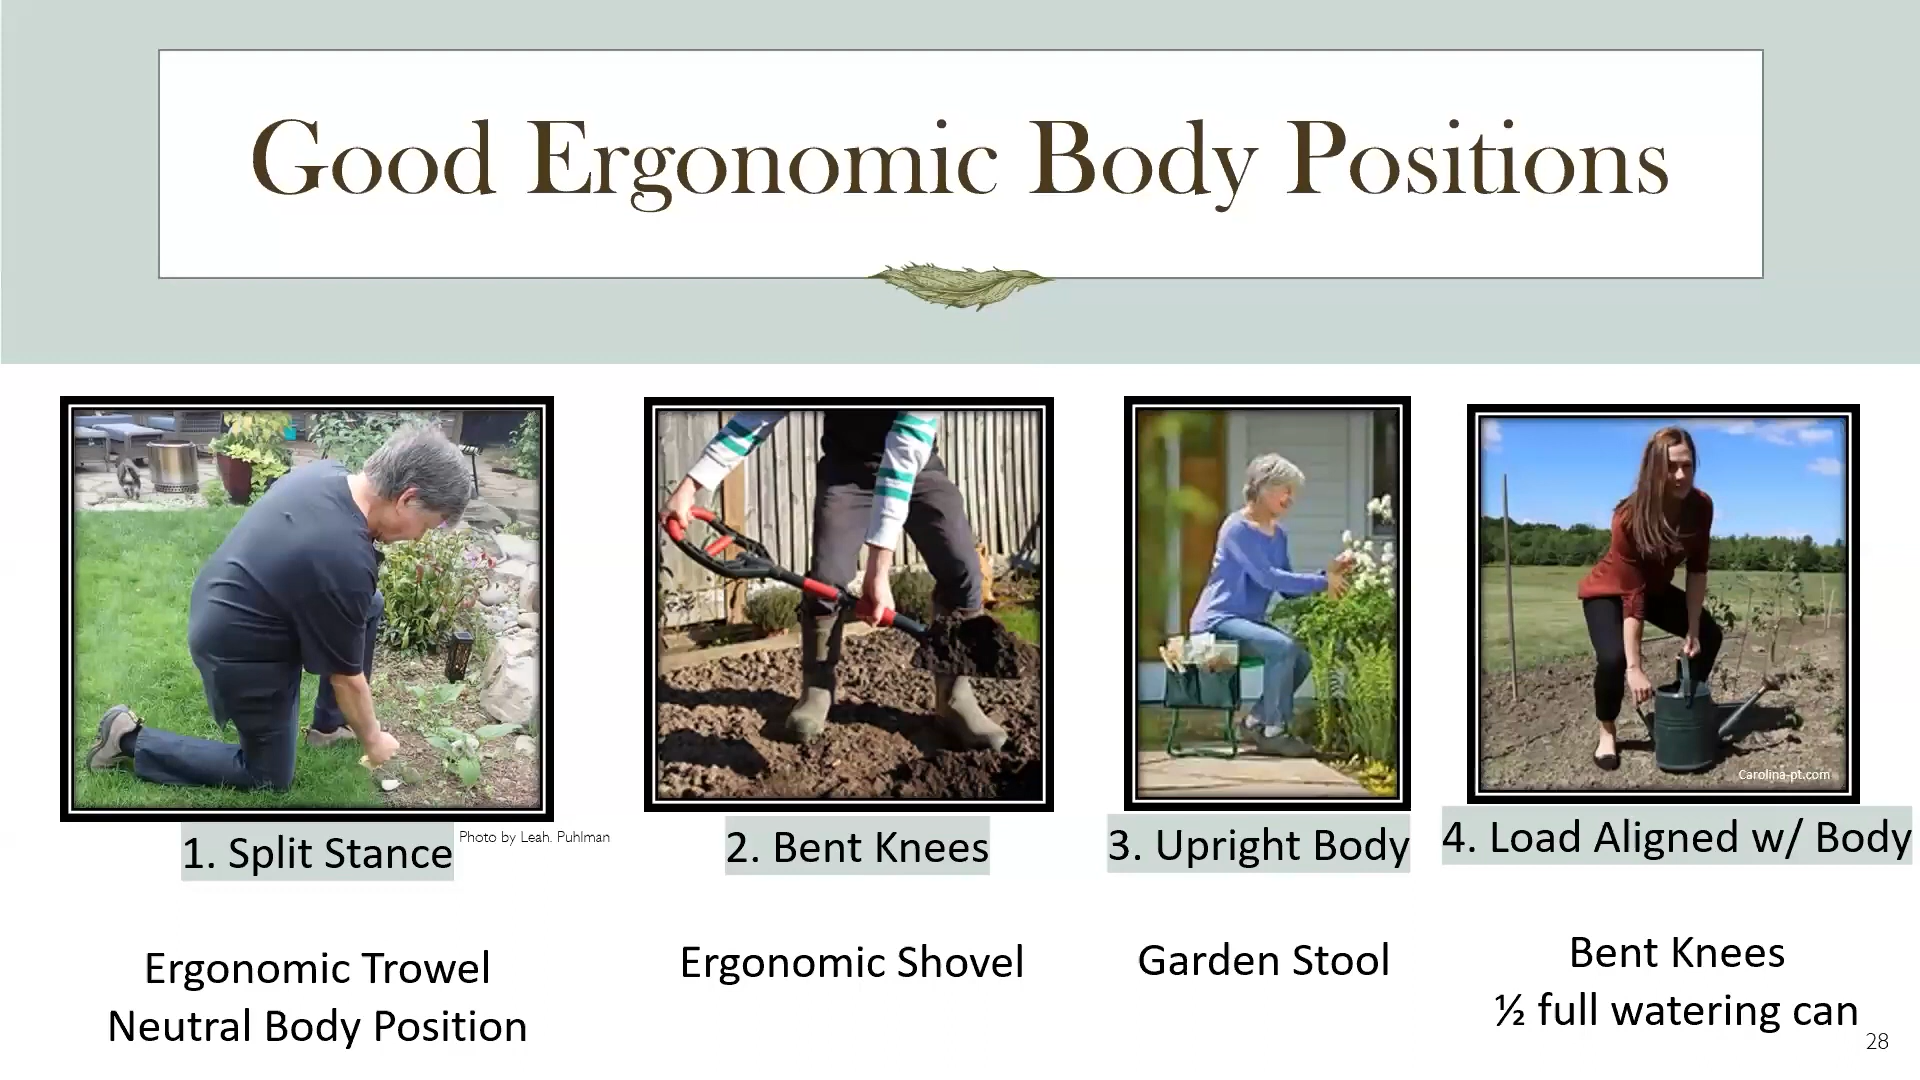 Good Ergonomic Body Positions
Carolina-pt.com
1. Split Stance
Photo by Leah. Puhlman
2. Bent Knees
3. Upright Body
4. Load Aligned w/ Body
Ergonomic Trowel
Neutral Body Position
Ergonomic Shovel
Garden Stool
Bent Knees
½ full watering can
28